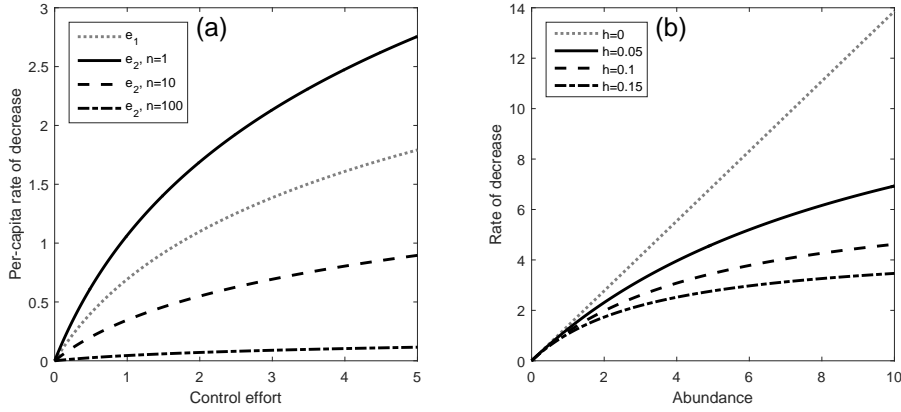 (a)
e1
e2, n=1
e2, n=10
e2, n=100
Per-capita rate of decrease
3
2.5
2
1.5
1
0.5
0
0 1 2 3 4 5
Control effort
(b)
h=0
h=0.05
h=0.1
h=0.15
Rate of decrease
14
12
10
8
6
4
2
0
0 2 4 6 8 10
Abundance